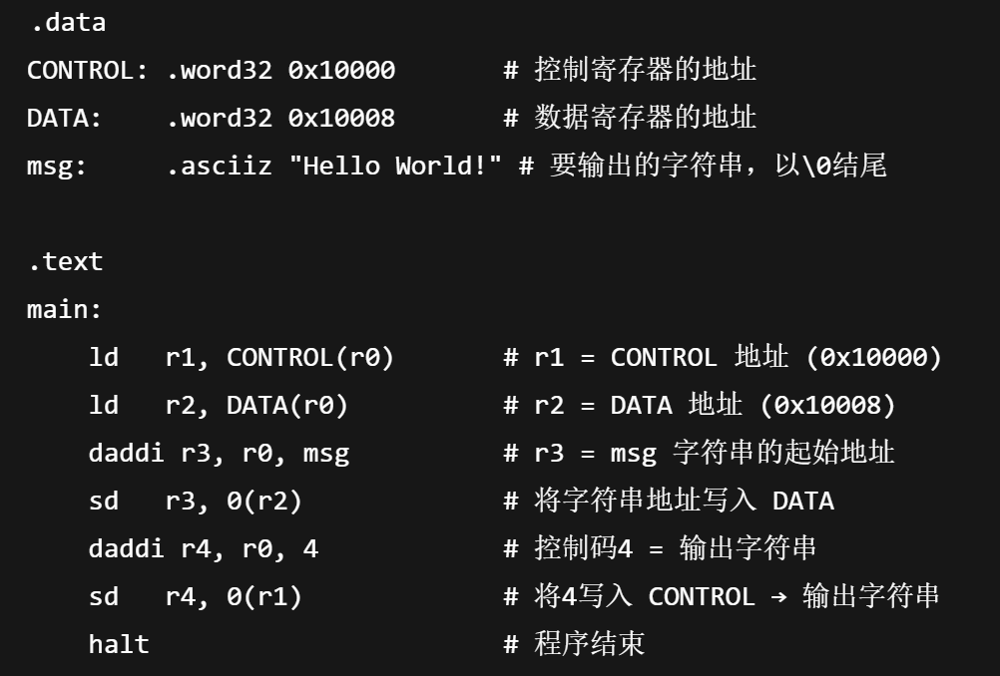 .data
CONTROL: .word32 0x10000       # 控制寄存器的地址
DATA:    .word32 0x10008       # 数据寄存器的地址
msg:     .asciiz "Hello World!" # 要输出的字符串，以\0结尾

.text
main:
    ld   r1, CONTROL(r0)       # r1 = CONTROL 地址 (0x10000)
    ld   r2, DATA(r0)          # r2 = DATA 地址 (0x10008)
    daddi r3, r0, msg          # r3 = msg 字符串的起始地址
    sd   r3, 0(r2)             # 将字符串地址写入 DATA
    daddi r4, r0, 4            # 控制码4 = 输出字符串
    sd   r4, 0(r1)             # 将4写入 CONTROL → 输出字符串
    halt                       # 程序结束